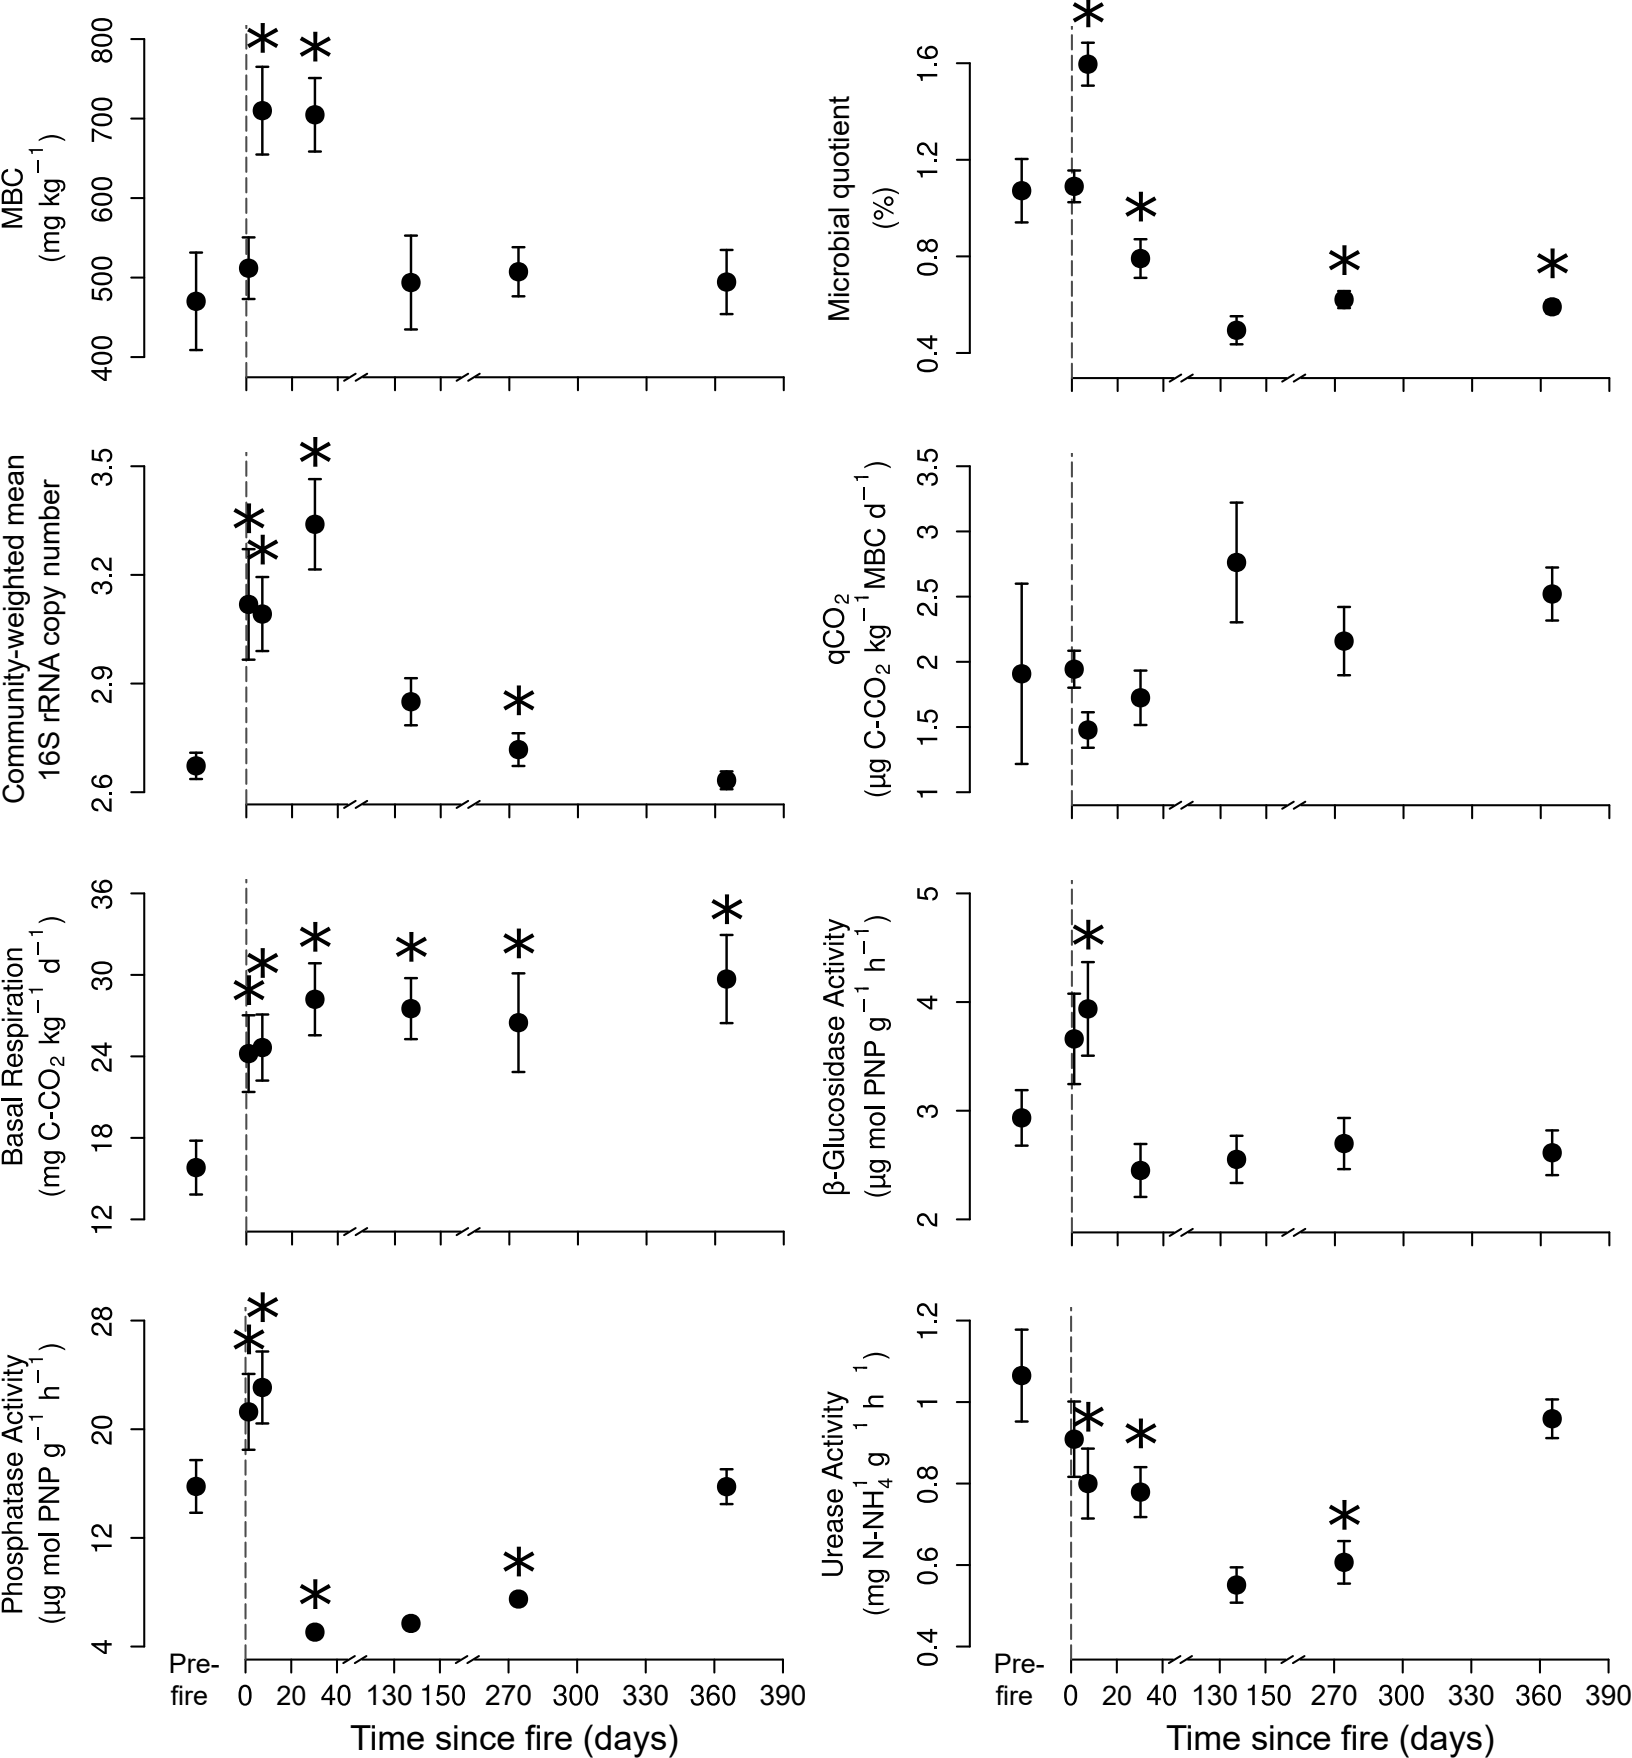 MBC
(mg kg⁻¹)
400 500 600 700 800
*
*
Microbial quotient
(%)
0.4 0.8 1.2 1.6
*
*
*
*
Community-weighted mean
16S rRNA copy number
2.6 2.9 3.2 3.5
*
*
*
*
qCO₂
(µg C-CO₂ kg⁻¹MBC d⁻¹)
1 1.5 2 2.5 3 3.5
Basal Respiration
(mg C-CO₂ kg⁻¹ d⁻¹)
12 18 24 30 36
*
*
*
*
*
*
β-Glucosidase Activity
(µg mol PNP g⁻¹ h⁻¹)
2 3 4 5
*
Phosphatase Activity
(µg mol PNP g⁻¹ h⁻¹)
4 12 20 28
*
*
*
*
Pre-
fire 0 20 40 130 150 270 300 330 360 390
Time since fire (days)
Urease Activity
(mg N-NH₄¹ g ¹ h ¹)
0.4 0.6 0.8 1 1.2
*
*
*
Pre-
fire 0 20 40 130 150 270 300 330 360 390
Time since fire (days)